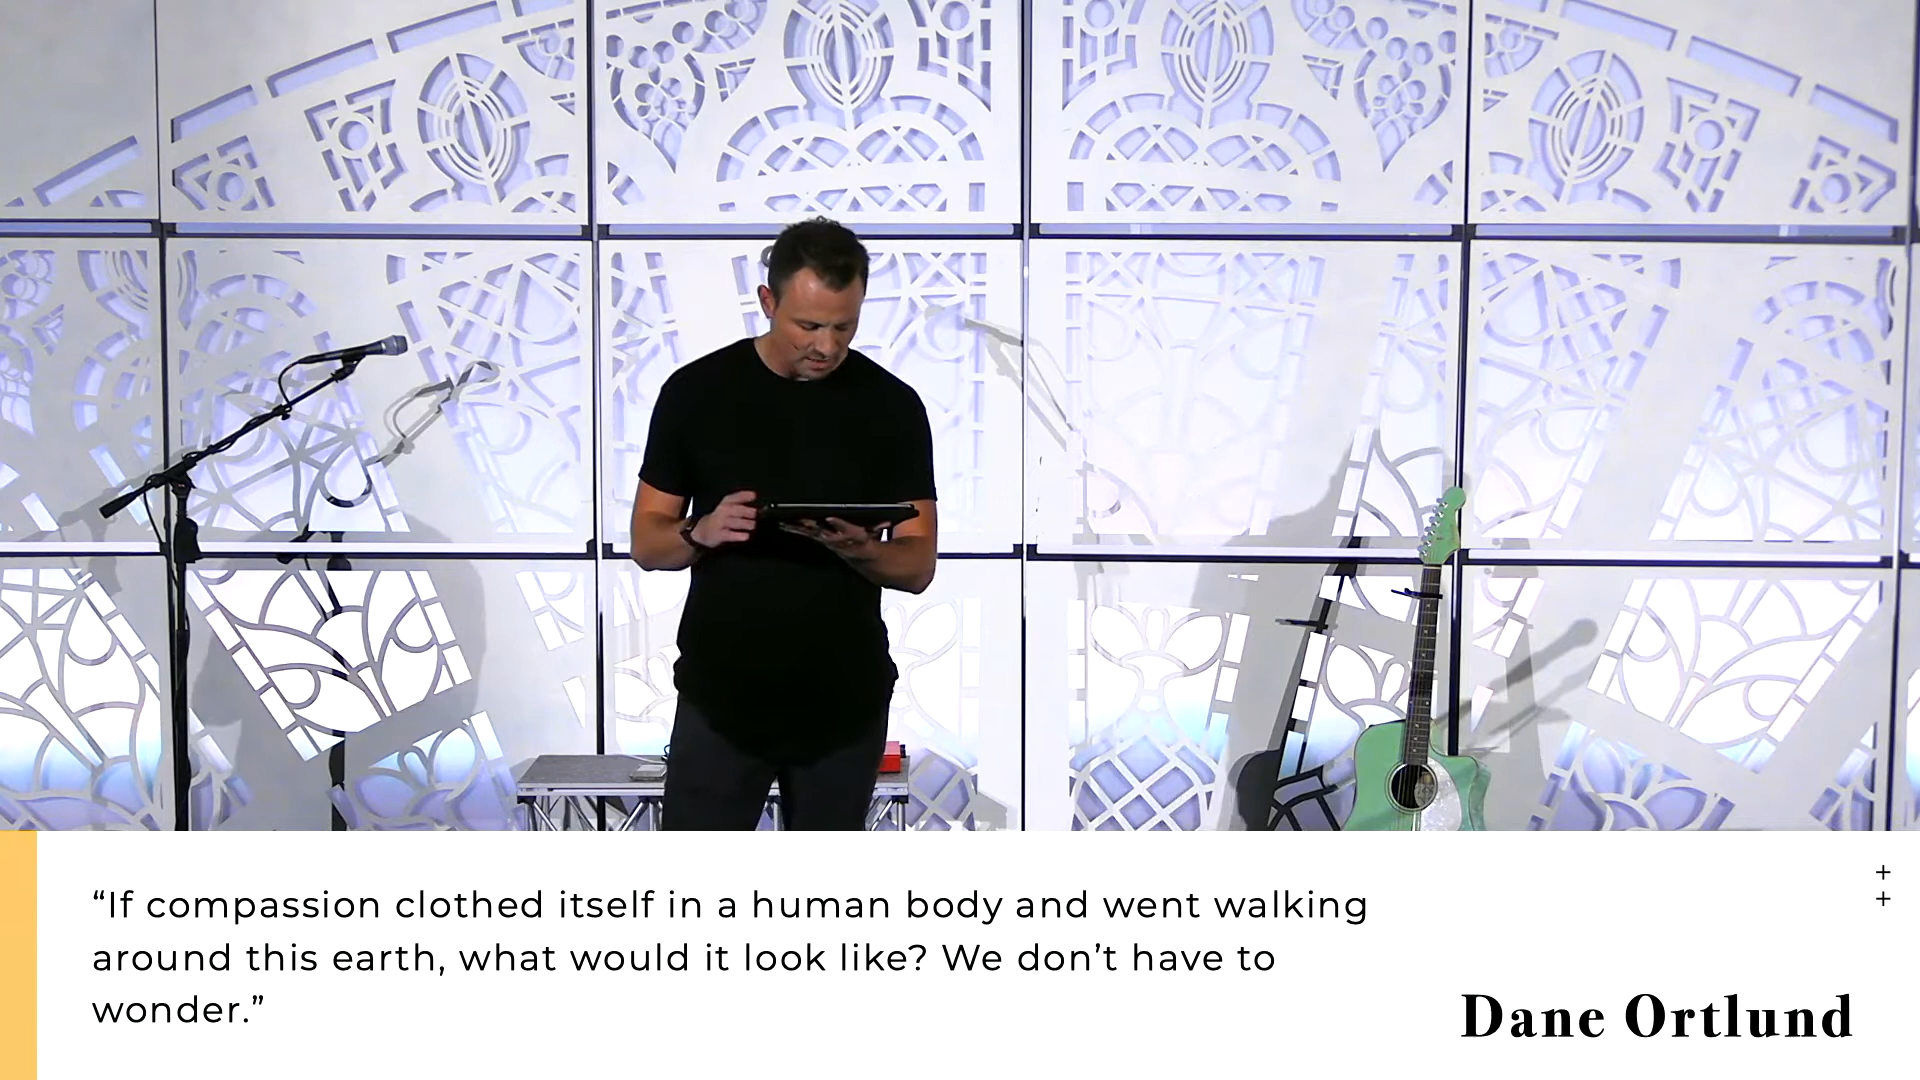 “If compassion clothed itself in a human body and went walking
around this earth, what would it look like? We don’t have to
wonder.”
Dane Ortlund